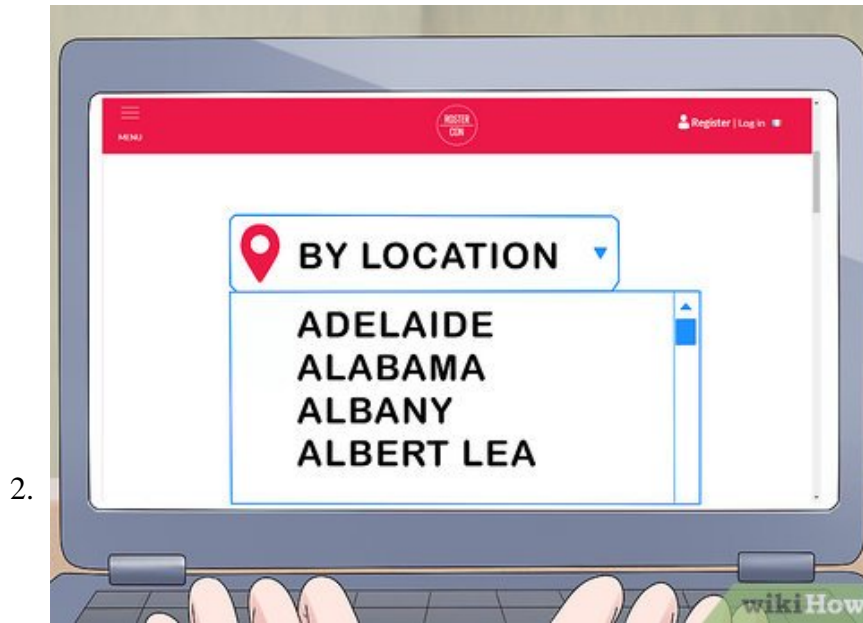 MENU
ROSTER
CON
Register | Log in
BY LOCATION
ADELAIDE
ALABAMA
ALBANY
ALBERT LEA
2.
wikiHow